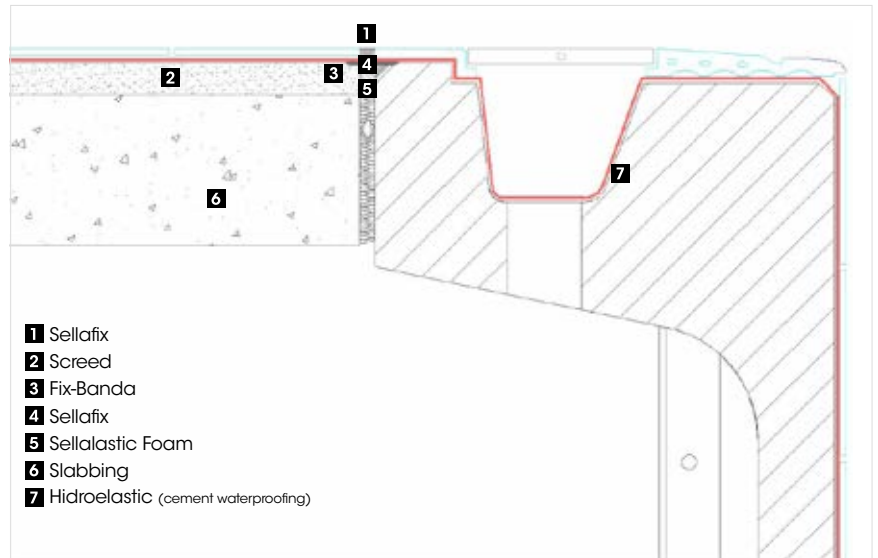 1
2
3
4
5
6
7
1 Sellafix
2 Screed
3 Fix-Banda
4 Sellafix
5 Sellalastic Foam
6 Slabbing
7 Hidroelastic (cement waterproofing)